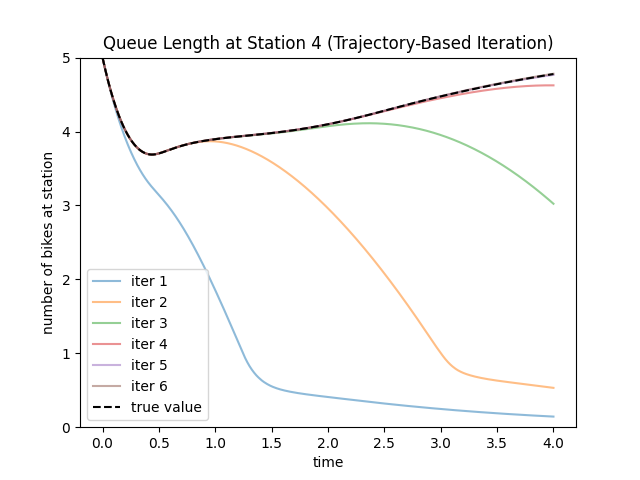 Queue Length at Station 4 (Trajectory-Based Iteration)
number of bikes at station
5
4
3
2
1
0
iter 1
iter 2
iter 3
iter 4
iter 5
iter 6
true value
0.0 0.5 1.0 1.5 2.0 2.5 3.0 3.5 4.0
time